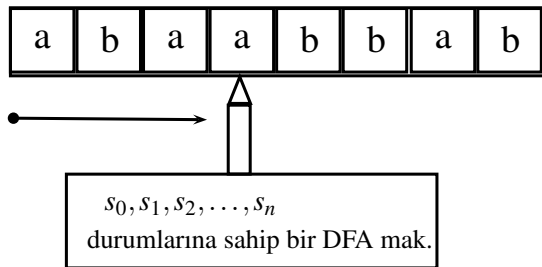 a b a a b b a b
s₀, s₁, s₂, ..., sₙ
durumlarına sahip bir DFA mak.